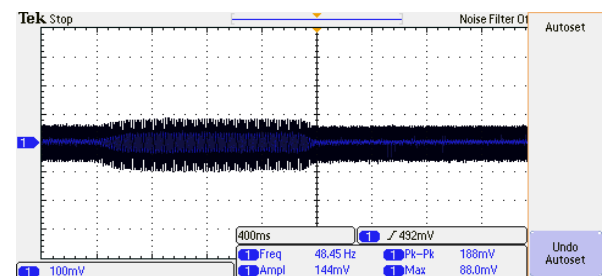 Tek Stop Noise Filter Of
Autoset
1
400ms 1 492mV
1 Freq 48.45 Hz 1 Pk-Pk 188mV
1 100mV 1 Ampl 144mV 1 Max 88.0mV
Undo
Autoset